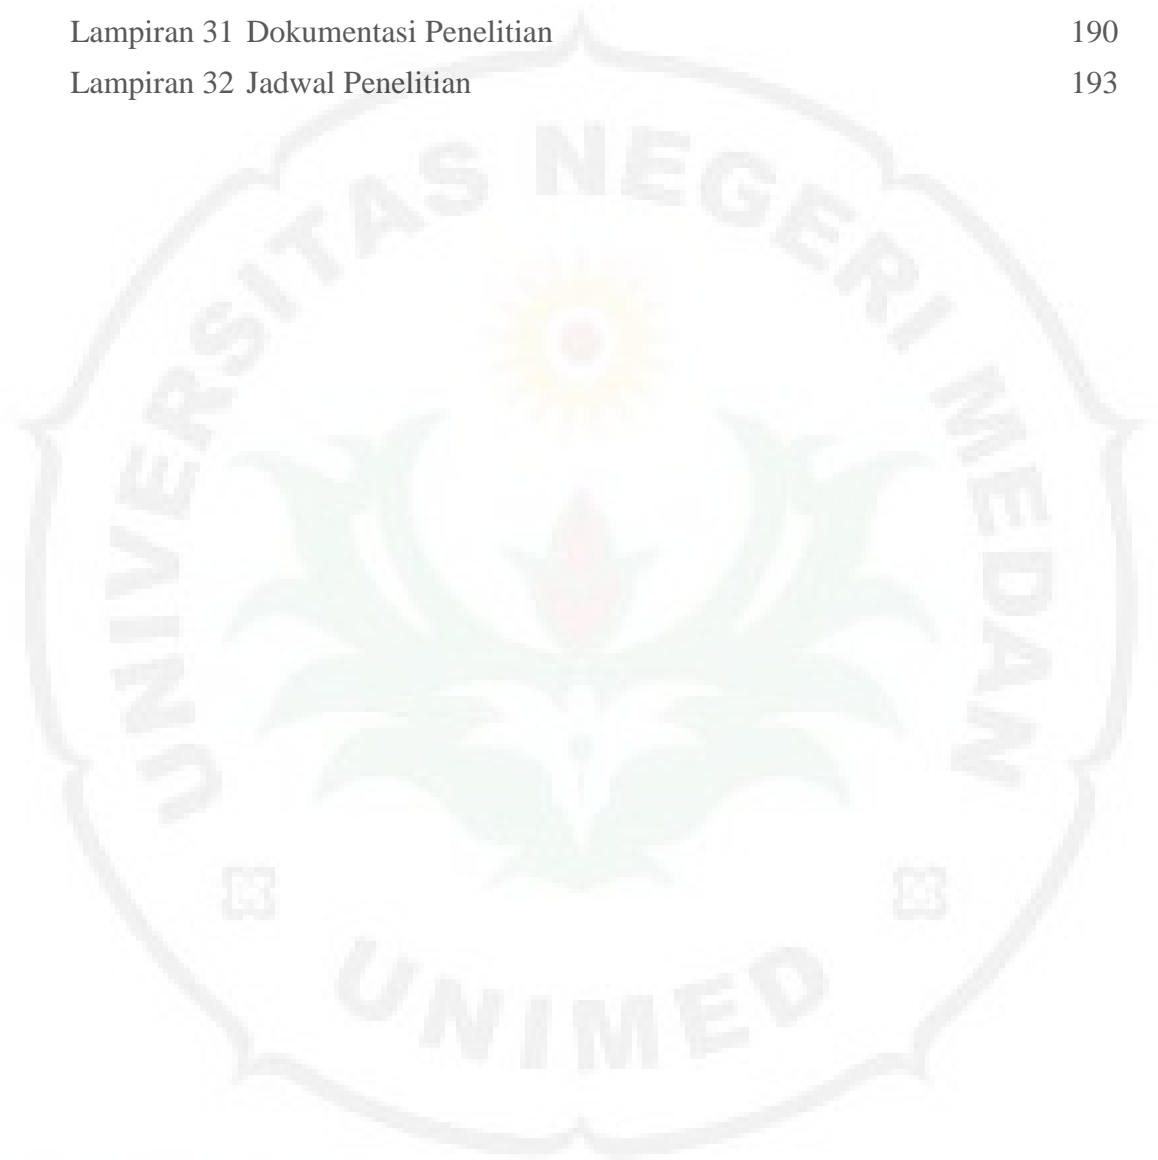 Lampiran 31 Dokumentasi Penelitian 190
Lampiran 32 Jadwal Penelitian 193
UNIVERSITAS NEGERI MEDAN
UNIMED